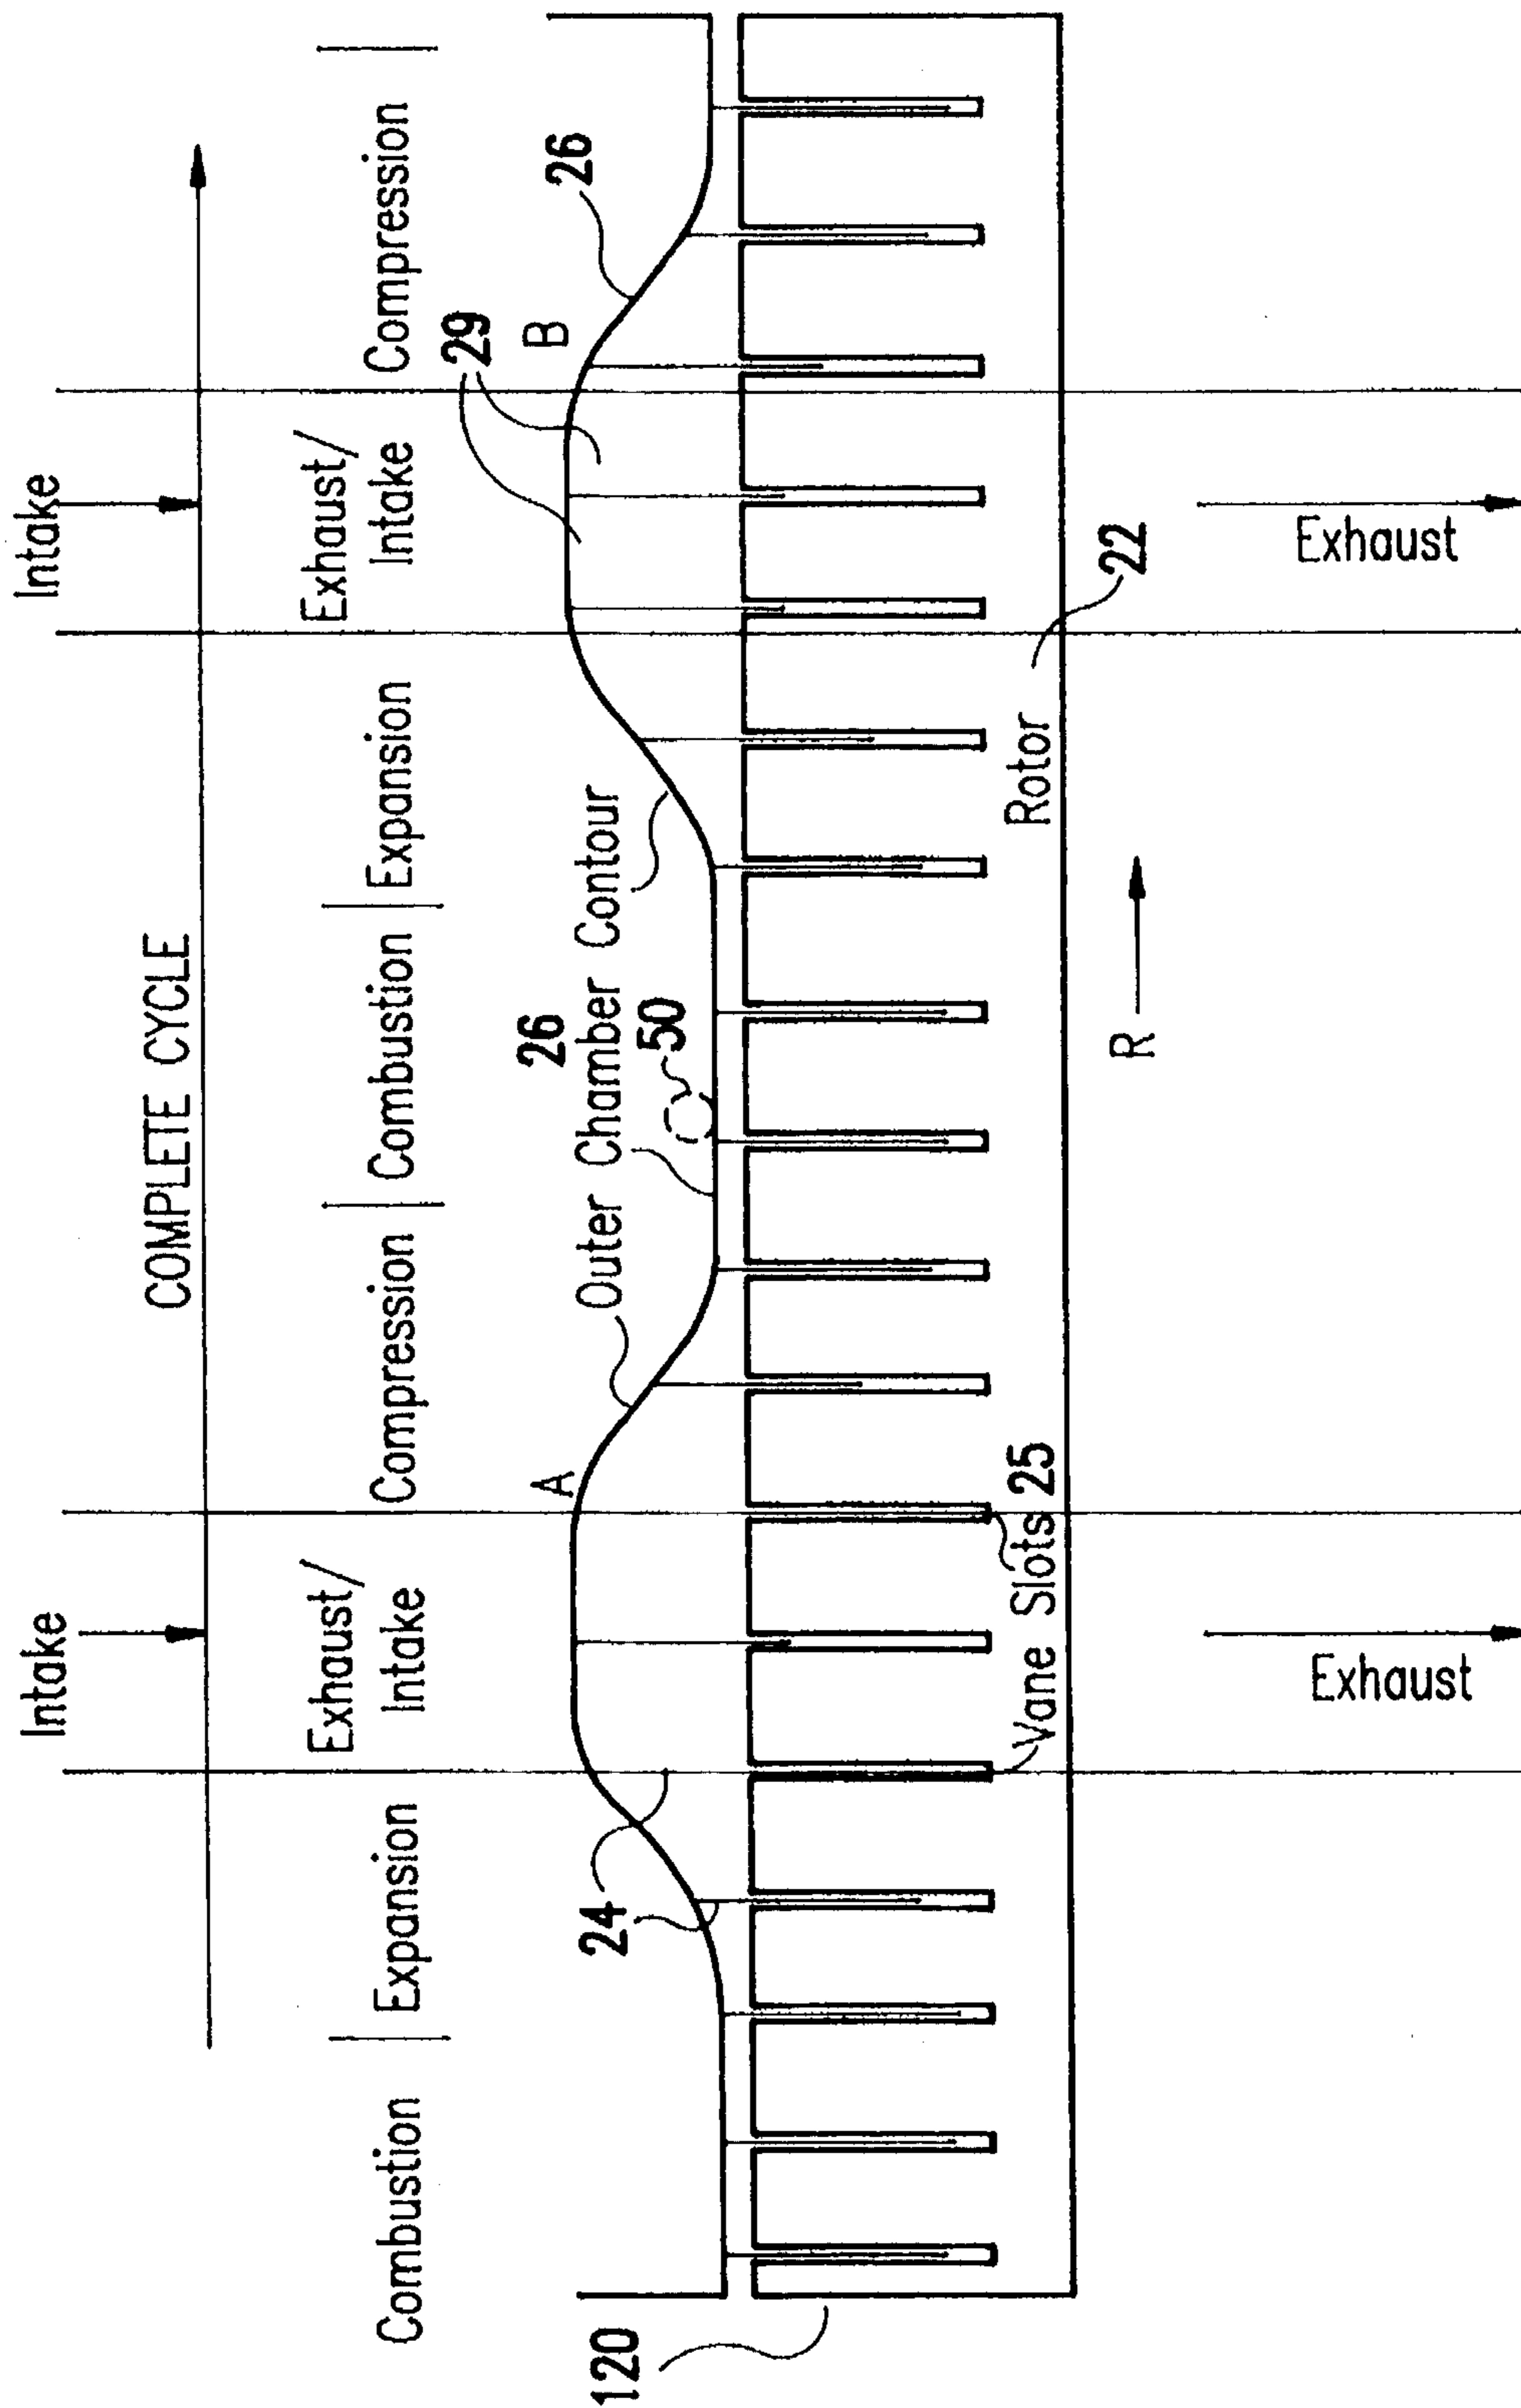 Intake
Intake
COMPLETE CYCLE
Combustion
Expansion
Exhaust/
Intake
Compression
Combustion
Expansion
Exhaust/
Intake
Compression
24
A
Outer Chamber Contour
26
50
29
B
26
120
Vane Slots 25
Rotor
22
R
Exhaust
Exhaust